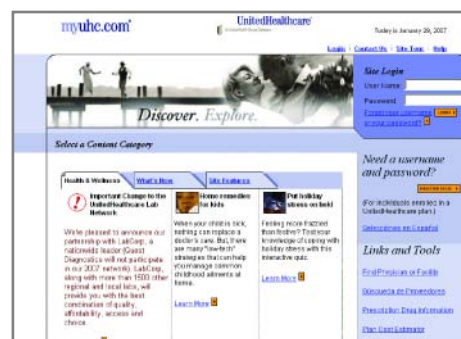 myuhc.com®
UnitedHealthcare®
Today is January 29, 2007
Login | Contact Us | Site Tour | Help
Discover. Explore.
Site Login
User Name:
Password:
Forgot your username
or your password?
Select a Content Category
Health & Wellness
What's New
Site Features
Important Change to the
UnitedHealthcare Lab
Network
We're pleased to announce our
partnership with LabCorp, a
nationwide leader (Quest
Diagnostics will not participate
in our 2007 network). LabCorp,
along with more than 1500 other
regional and local labs, will
provide you with the best
combination of quality,
affordability, access and
choice.
Home remedies
for kids
When your child is sick,
nothing can replace a
doctor's care. But, there
are many "low-tech"
strategies that can help
you manage common
childhood ailments at
home.
Learn More
Put holiday
stress on hold
Feeling more frazzled
than festive? Test your
knowledge of coping with
holiday stress with this
interactive quiz.
Learn More
Need a username
and password?
(For individuals enrolled in a
UnitedHealthcare plan.)
Selecciones en Español
Links and Tools
Find Physician or Facility
Búsqueda de Proveedores
Prescription Drug Information
Plan Cost Estimator